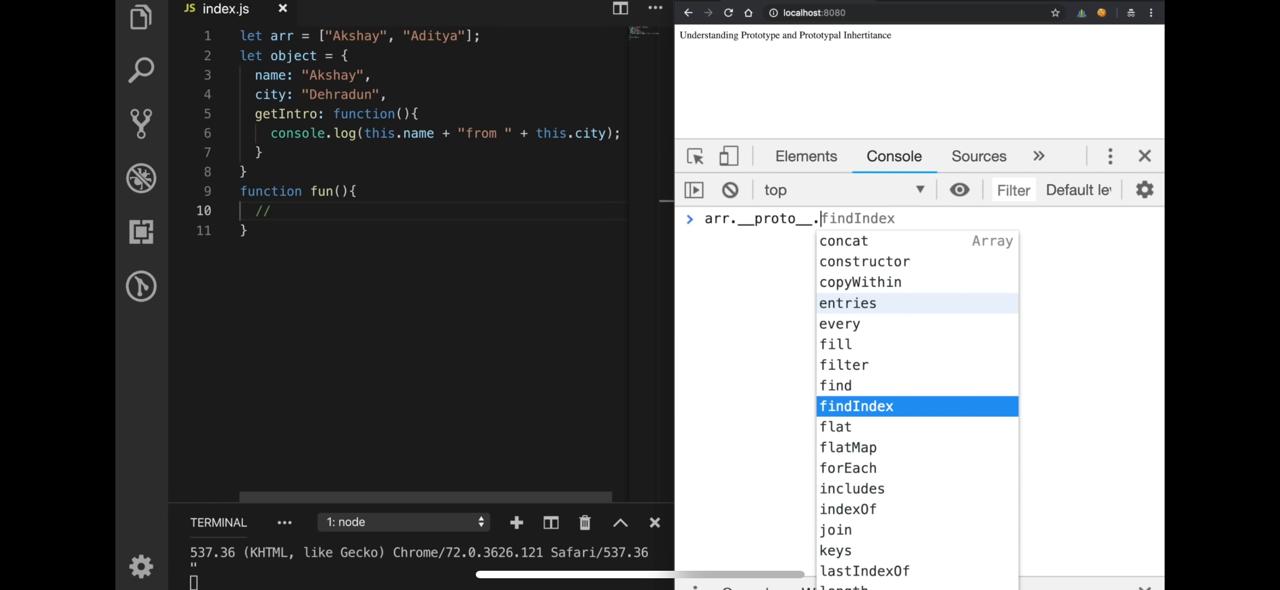 JS index.js ×
1 let arr = ["Akshay", "Aditya"];
2 let object = {
3 name: "Akshay",
4 city: "Dehradun",
5 getIntro: function(){
6 console.log(this.name + "from " + this.city);
7 }
8 }
9 function fun(){
10 //
11 }
TERMINAL ••• 1: node
537.36 (KHTML, like Gecko) Chrome/72.0.3626.121 Safari/537.36
"
localhost:8080
Understanding Prototype and Prototypal Inhertitance
Elements Console Sources »
top Filter Default le
> arr.__proto__.findIndex
concat Array
constructor
copyWithin
entries
every
fill
filter
find
findIndex
flat
flatMap
forEach
includes
indexOf
join
keys
lastIndexOf
length